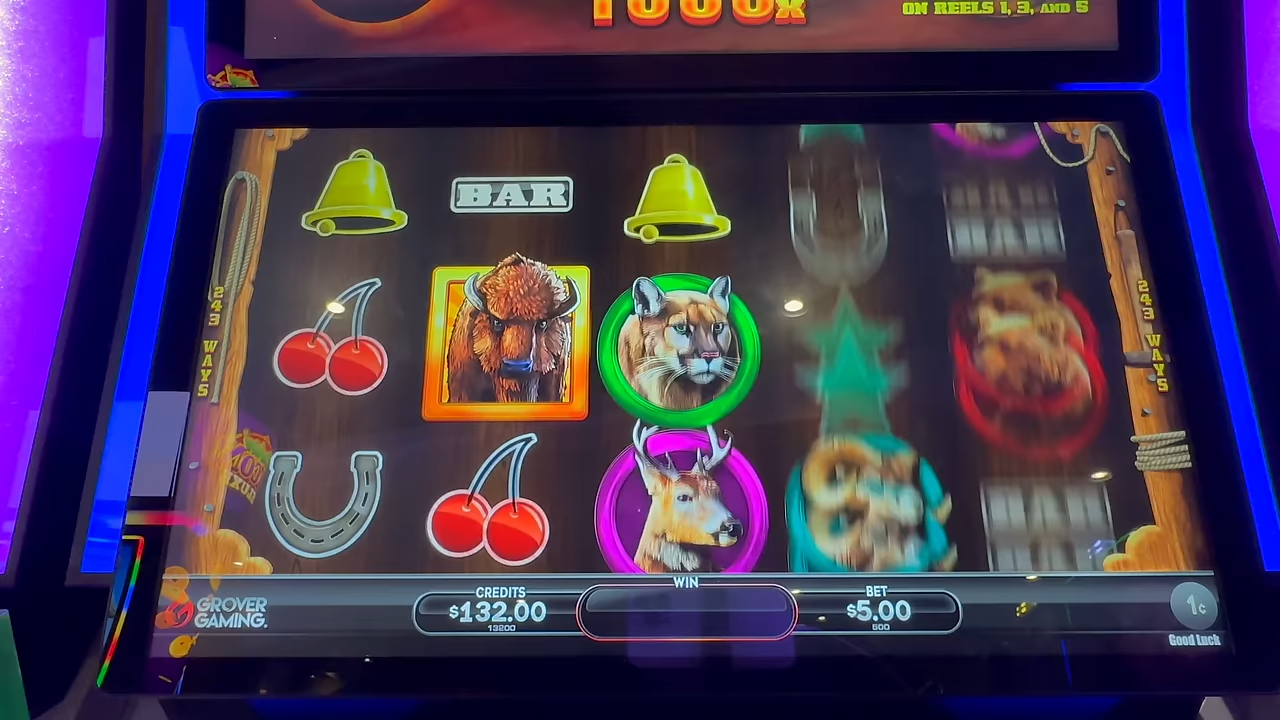 1000x
ON REELS 1, 3, AND 5
BAR
243 WAYS
243 WAYS
CREDITS
$132.00
13200
WIN
BET
$5.00
500
GROVER
GAMING.
1¢
Good Luck